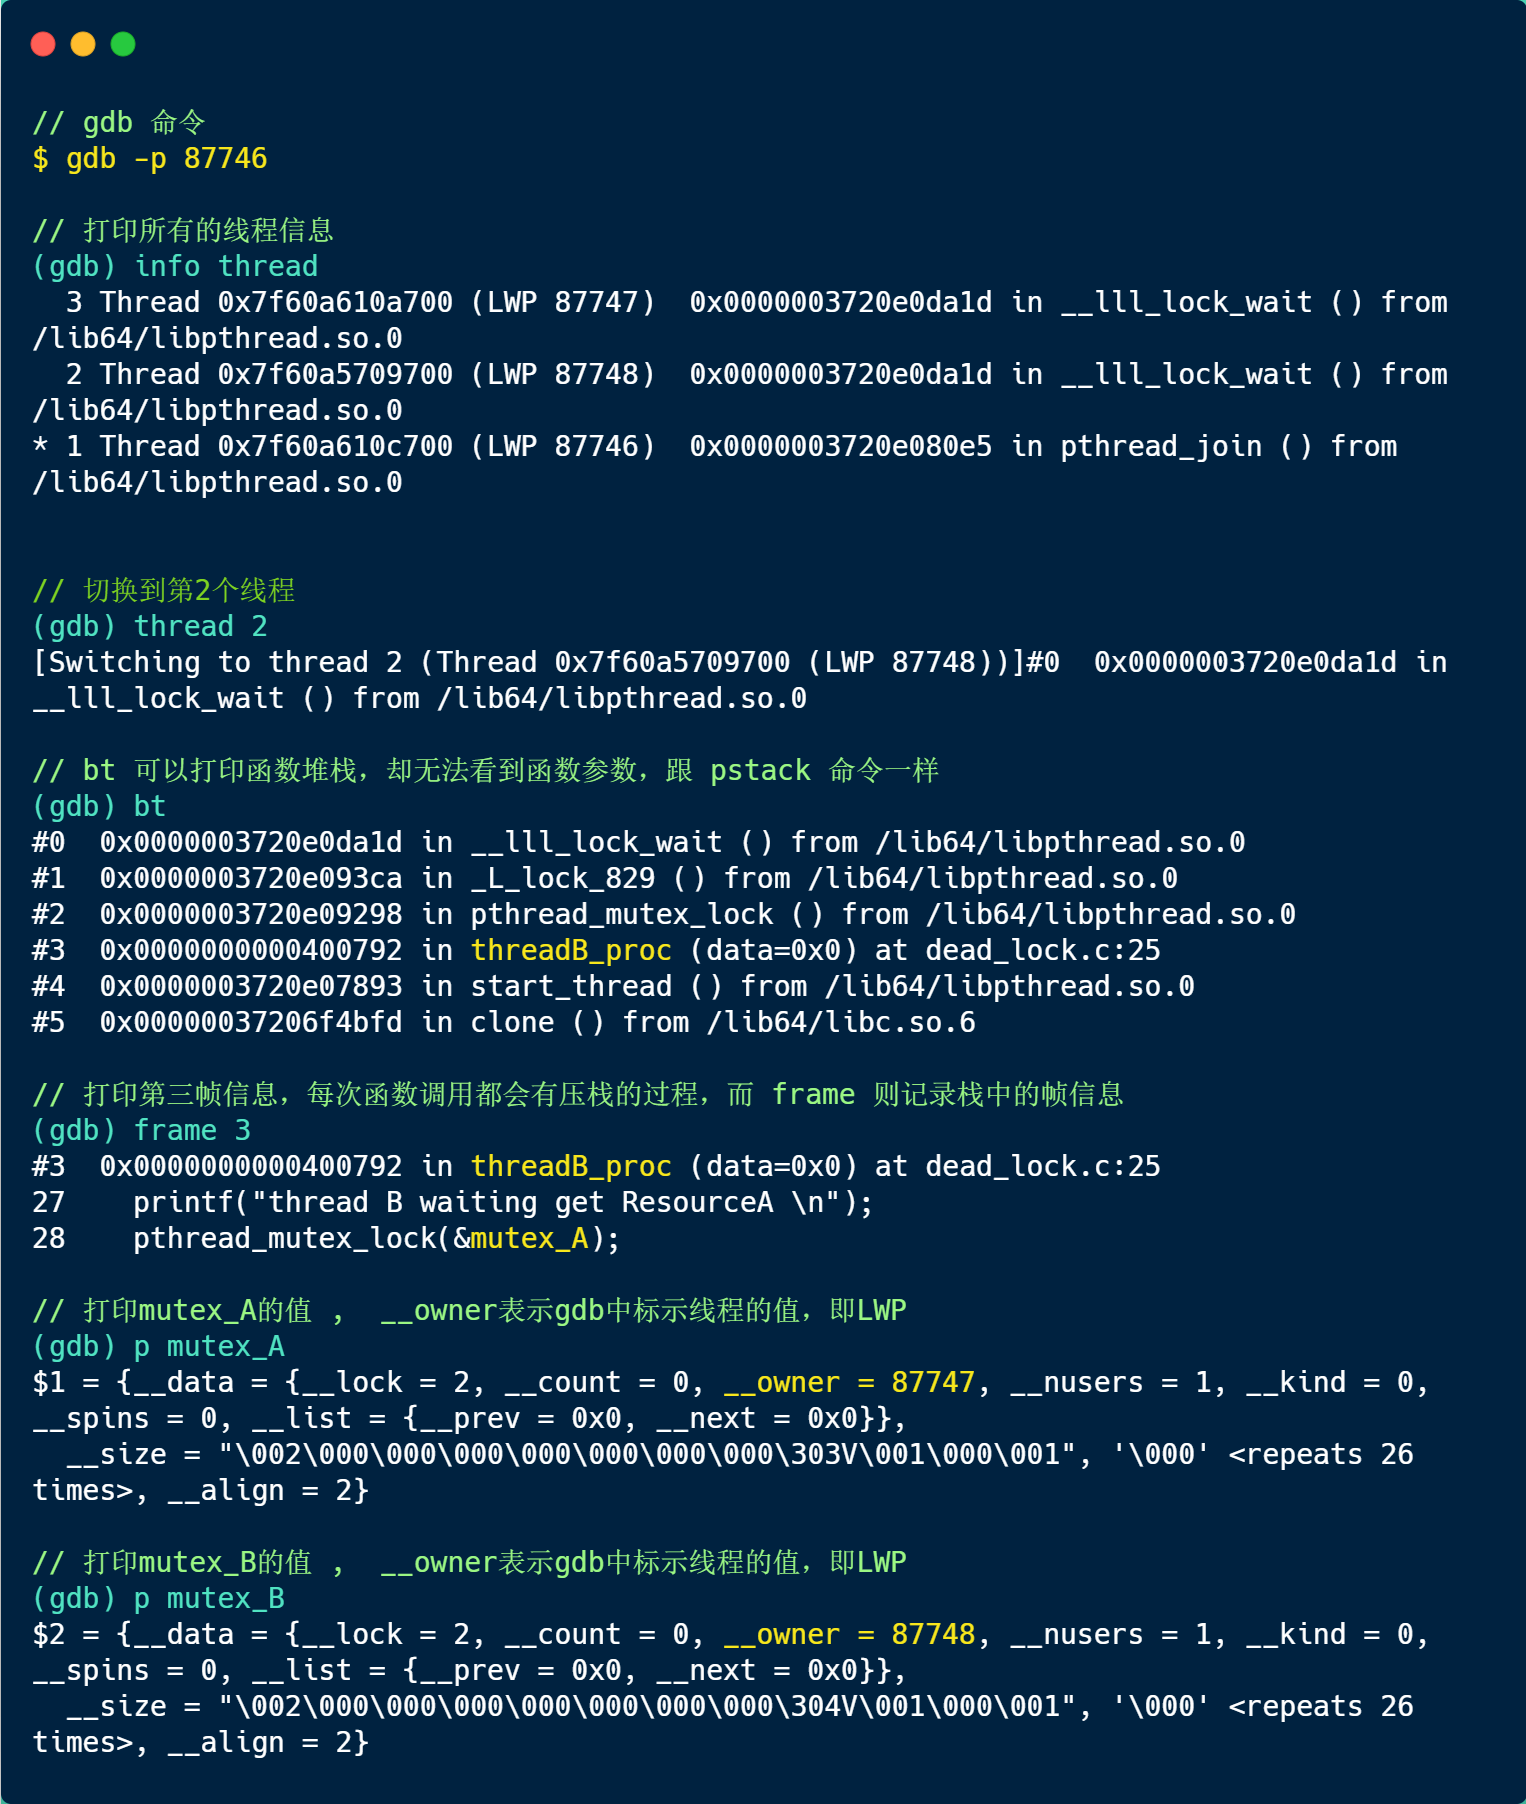 // gdb 命令
$ gdb -p 87746
// 打印所有的线程信息
(gdb) info thread
  3 Thread 0x7f60a610a700 (LWP 87747)  0x0000003720e0da1d in __lll_lock_wait () from
/lib64/libpthread.so.0
  2 Thread 0x7f60a5709700 (LWP 87748)  0x0000003720e0da1d in __lll_lock_wait () from
/lib64/libpthread.so.0
* 1 Thread 0x7f60a610c700 (LWP 87746)  0x0000003720e080e5 in pthread_join () from
/lib64/libpthread.so.0
// 切换到第2个线程
(gdb) thread 2
[Switching to thread 2 (Thread 0x7f60a5709700 (LWP 87748))]#0  0x0000003720e0da1d in
__lll_lock_wait () from /lib64/libpthread.so.0
// bt 可以打印函数堆栈，却无法看到函数参数，跟 pstack 命令一样
(gdb) bt
#0  0x0000003720e0da1d in __lll_lock_wait () from /lib64/libpthread.so.0
#1  0x0000003720e093ca in _L_lock_829 () from /lib64/libpthread.so.0
#2  0x0000003720e09298 in pthread_mutex_lock () from /lib64/libpthread.so.0
#3  0x0000000000400792 in threadB_proc (data=0x0) at dead_lock.c:25
#4  0x0000003720e07893 in start_thread () from /lib64/libpthread.so.0
#5  0x00000037206f4bfd in clone () from /lib64/libc.so.6
// 打印第三帧信息，每次函数调用都会有压栈的过程，而 frame 则记录栈中的帧信息
(gdb) frame 3
#3  0x0000000000400792 in threadB_proc (data=0x0) at dead_lock.c:25
27    printf("thread B waiting get ResourceA \n");
28    pthread_mutex_lock(&mutex_A);
// 打印mutex_A的值 ,  __owner表示gdb中标示线程的值，即LWP
(gdb) p mutex_A
$1 = {__data = {__lock = 2, __count = 0, __owner = 87747, __nusers = 1, __kind = 0,
__spins = 0, __list = {__prev = 0x0, __next = 0x0}},
  __size = "\002\000\000\000\000\000\000\000\303V\001\000\001", '\000' <repeats 26
times>, __align = 2}
// 打印mutex_B的值 ,  __owner表示gdb中标示线程的值，即LWP
(gdb) p mutex_B
$2 = {__data = {__lock = 2, __count = 0, __owner = 87748, __nusers = 1, __kind = 0,
__spins = 0, __list = {__prev = 0x0, __next = 0x0}},
  __size = "\002\000\000\000\000\000\000\000\304V\001\000\001", '\000' <repeats 26
times>, __align = 2}